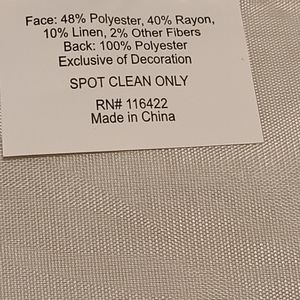 Face: 48% Polyester, 40% Rayon,
10% Linen, 2% Other Fibers
Back: 100% Polyester
Exclusive of Decoration
SPOT CLEAN ONLY
RN# 116422
Made in China